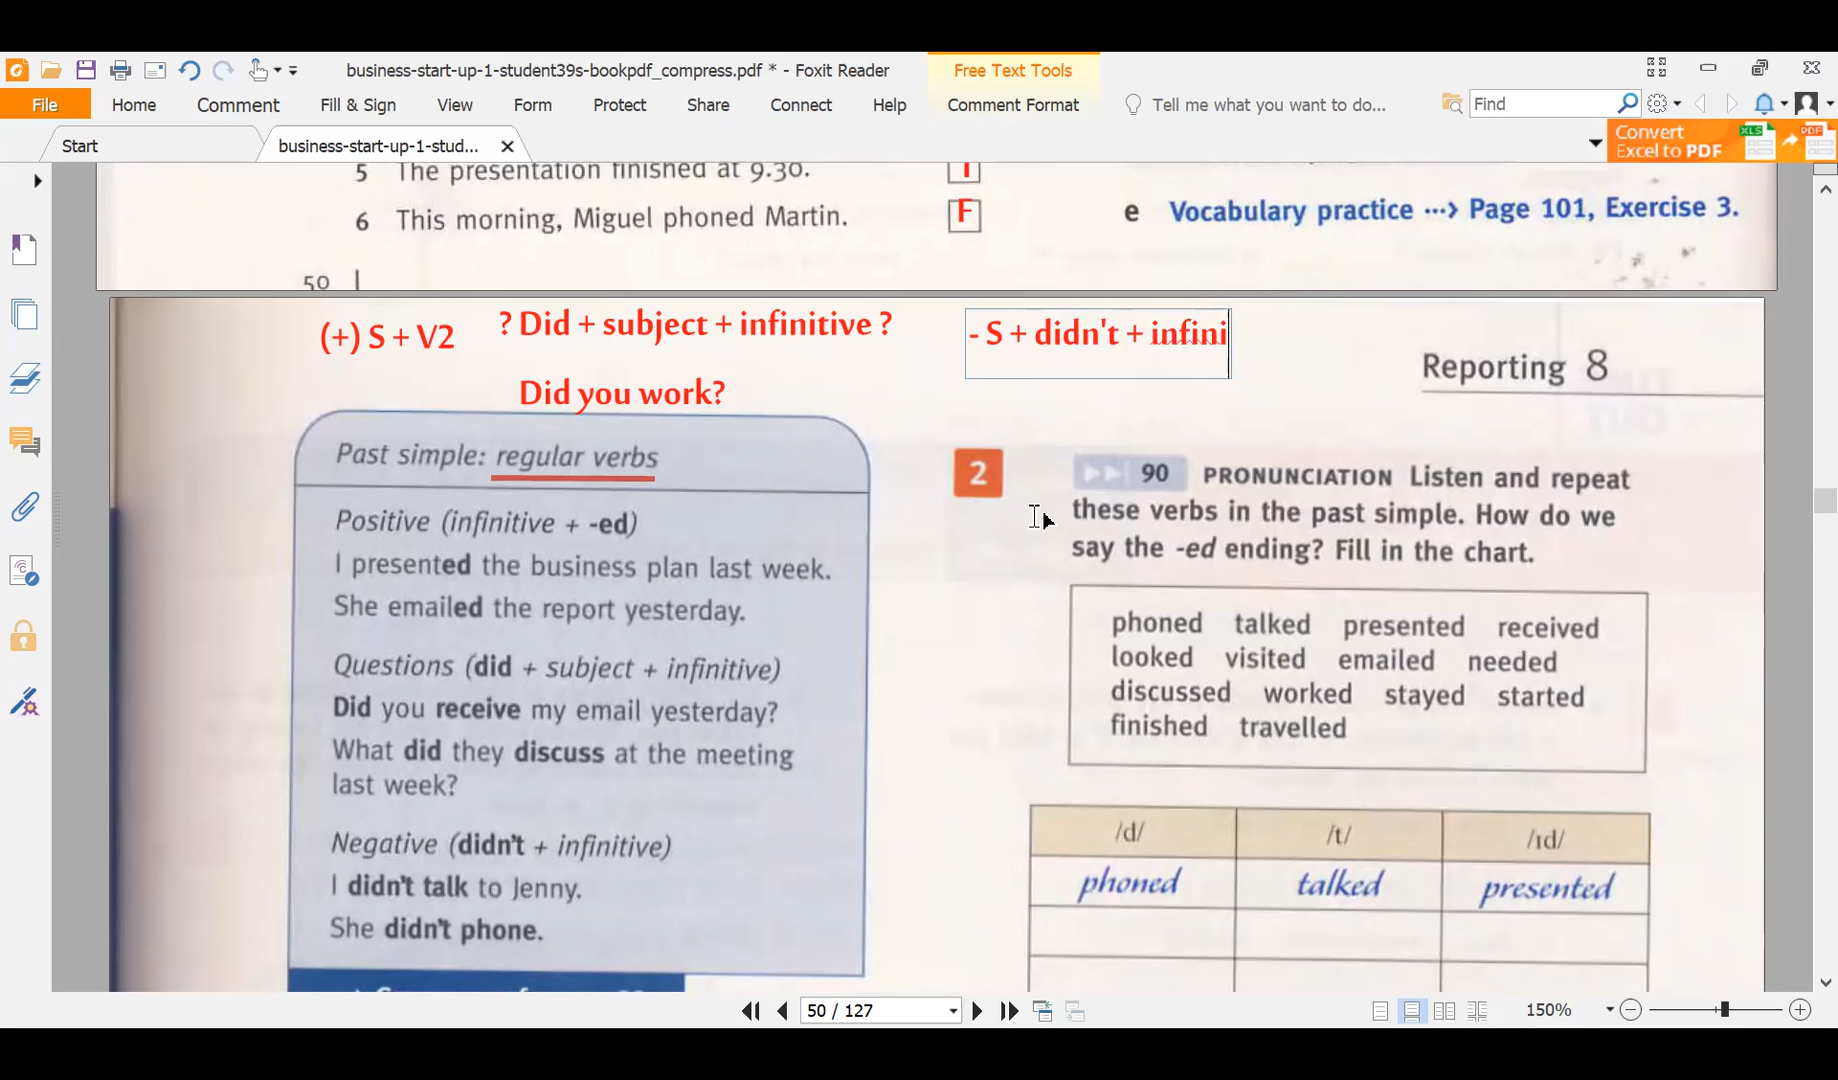 business-start-up-1-student39s-bookpdf_compress.pdf * - Foxit Reader
Free Text Tools
File Home Comment Fill & Sign View Form Protect Share Connect Help Comment Format Tell me what you want to do... Find
Start
business-start-up-1-stud...
Convert
Excel to PDF
XLS
PDF
5 The presentation finished at 9.30. T
6 This morning, Miguel phoned Martin. F
e Vocabulary practice ···> Page 101, Exercise 3.
50
(+) S + V2
? Did + subject + infinitive ?
- S + didn't + infini
Did you work?
Reporting 8
Past simple: regular verbs
Positive (infinitive + -ed)
I presented the business plan last week.
She emailed the report yesterday.
Questions (did + subject + infinitive)
Did you receive my email yesterday?
What did they discuss at the meeting
last week?
Negative (didn't + infinitive)
I didn't talk to Jenny.
She didn't phone.
2
90 PRONUNCIATION Listen and repeat
these verbs in the past simple. How do we
say the -ed ending? Fill in the chart.
phoned talked presented received
looked visited emailed needed
discussed worked stayed started
finished travelled
/d/ /t/ /ɪd/
phoned talked presented
50 / 127
150%